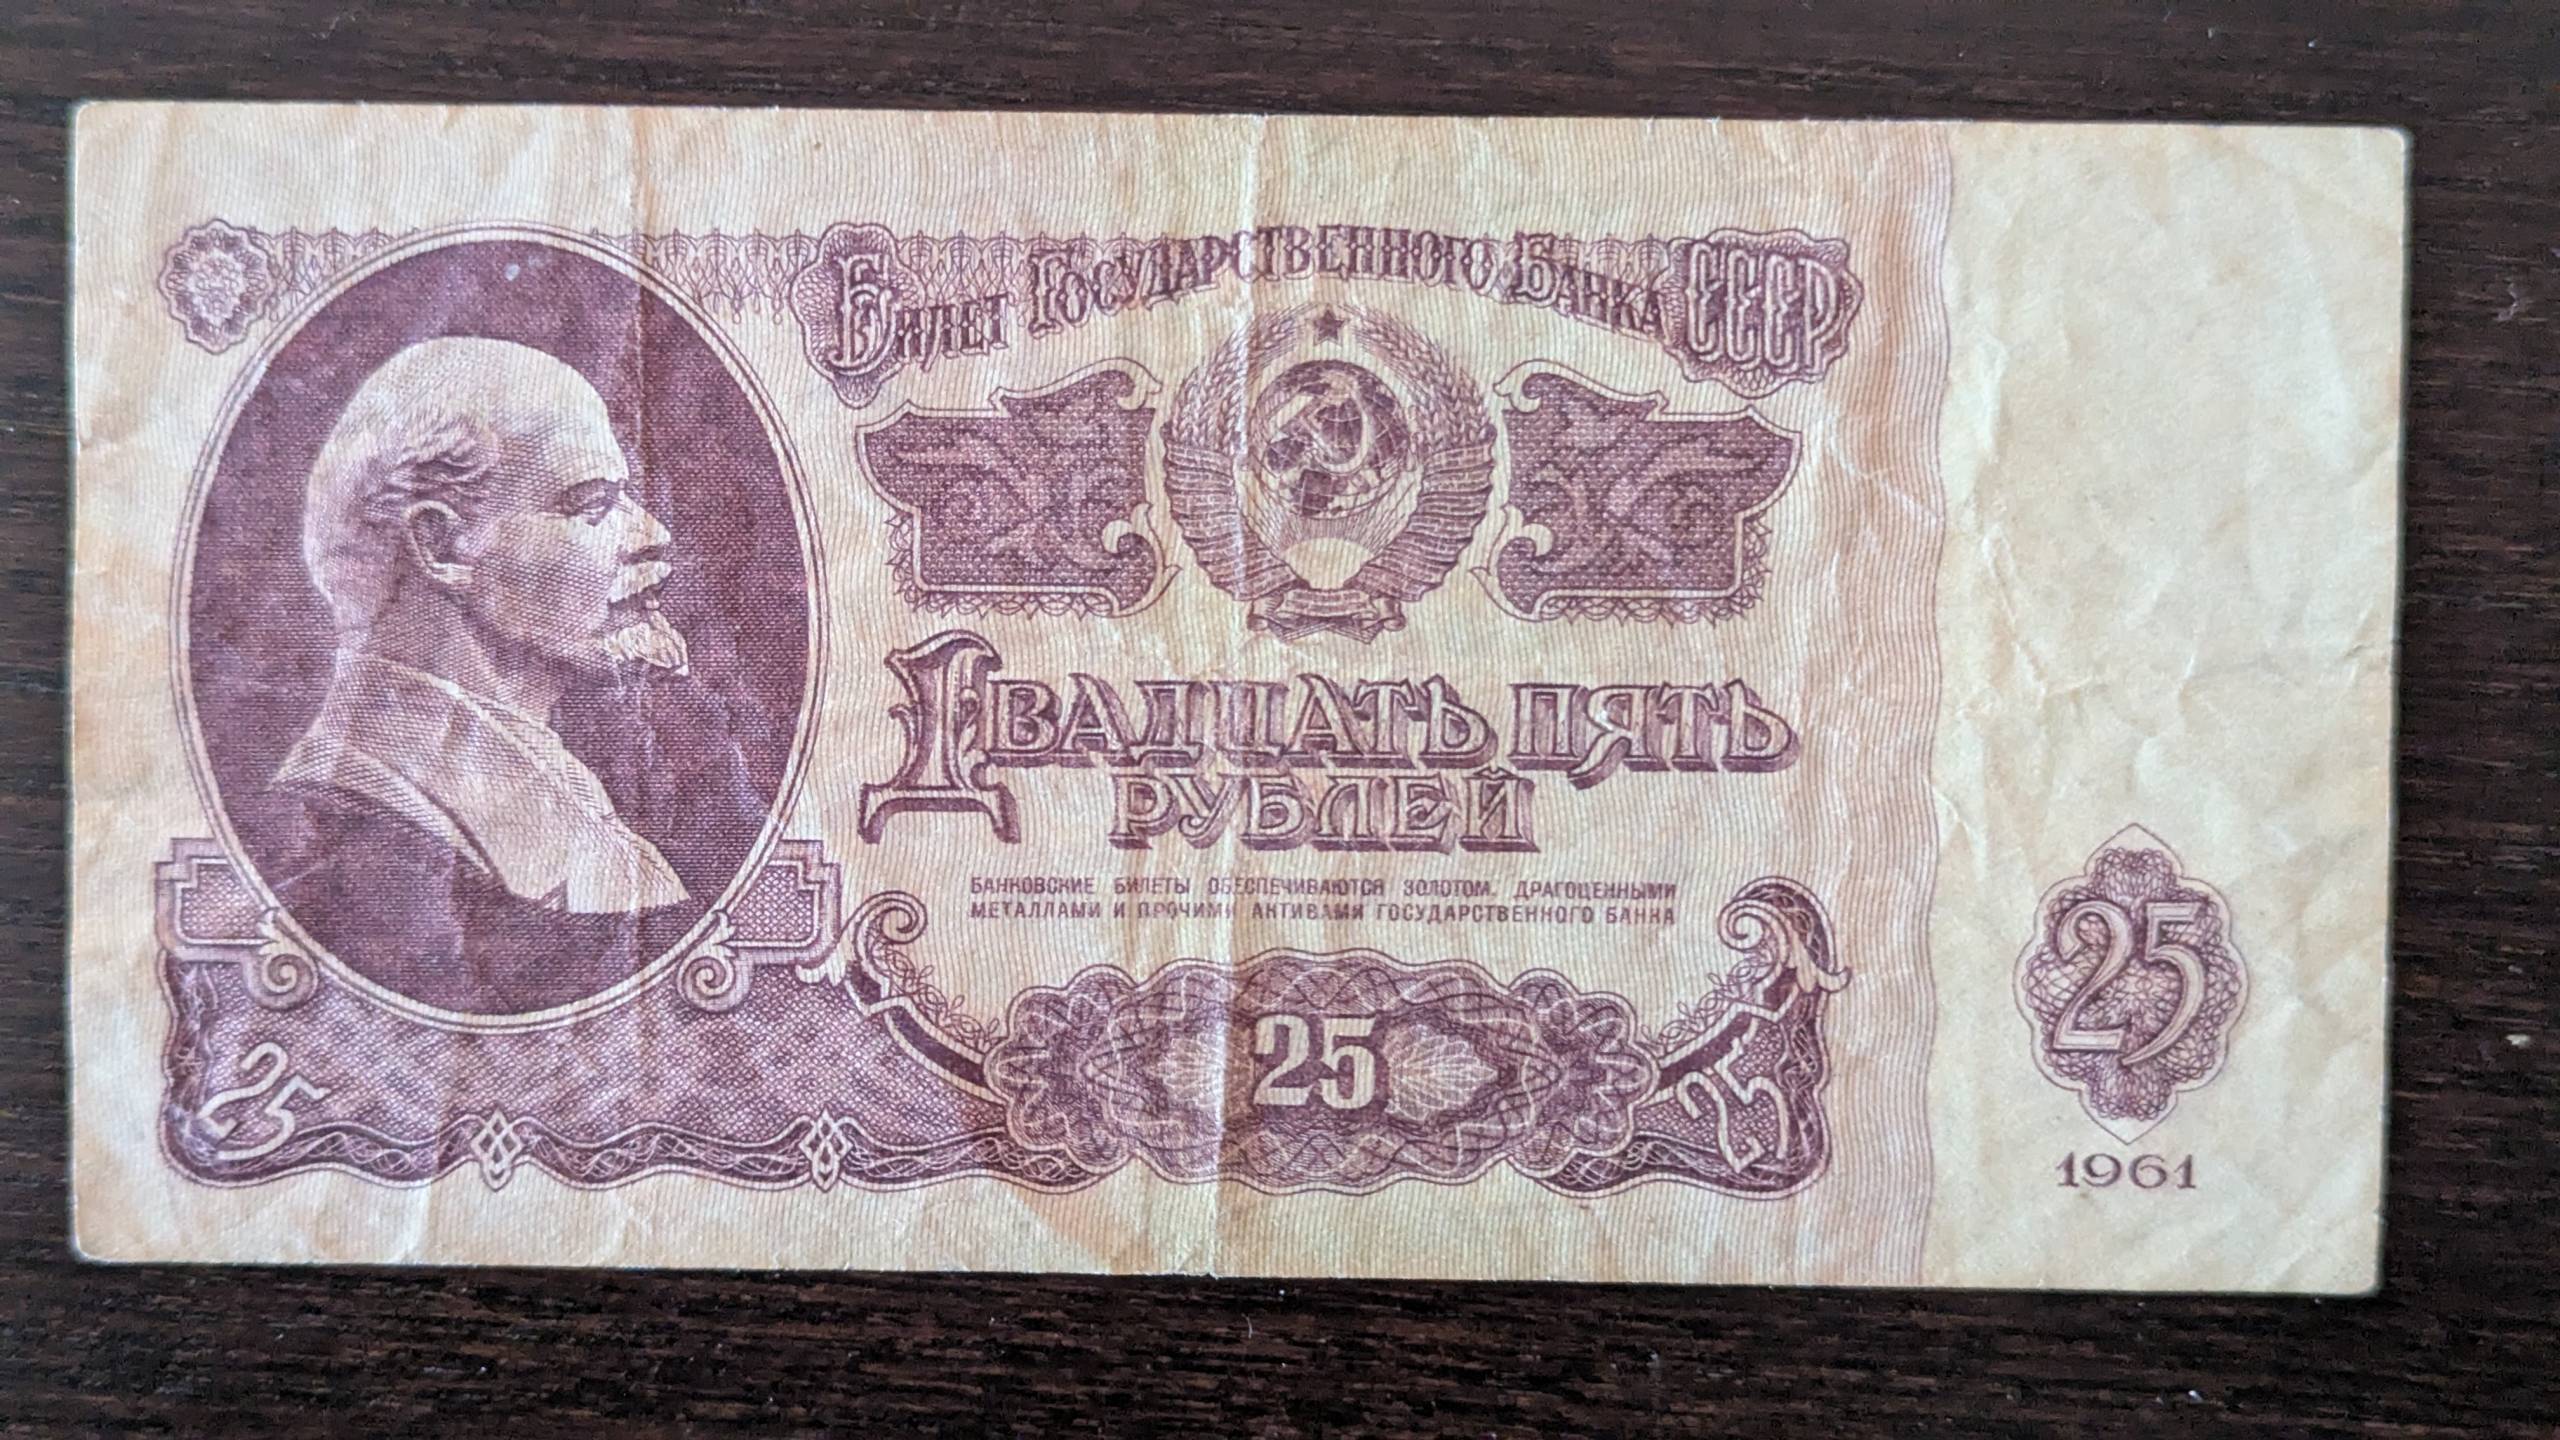 Билет Государственного Банка СССР
Двадцать пять
рублей
БАНКОВСКИЕ БИЛЕТЫ ОБЕСПЕЧИВАЮТСЯ ЗОЛОТОМ, ДРАГОЦЕННЫМИ
МЕТАЛЛАМИ И ПРОЧИМИ АКТИВАМИ ГОСУДАРСТВЕННОГО БАНКА
25
25
25
25
1961